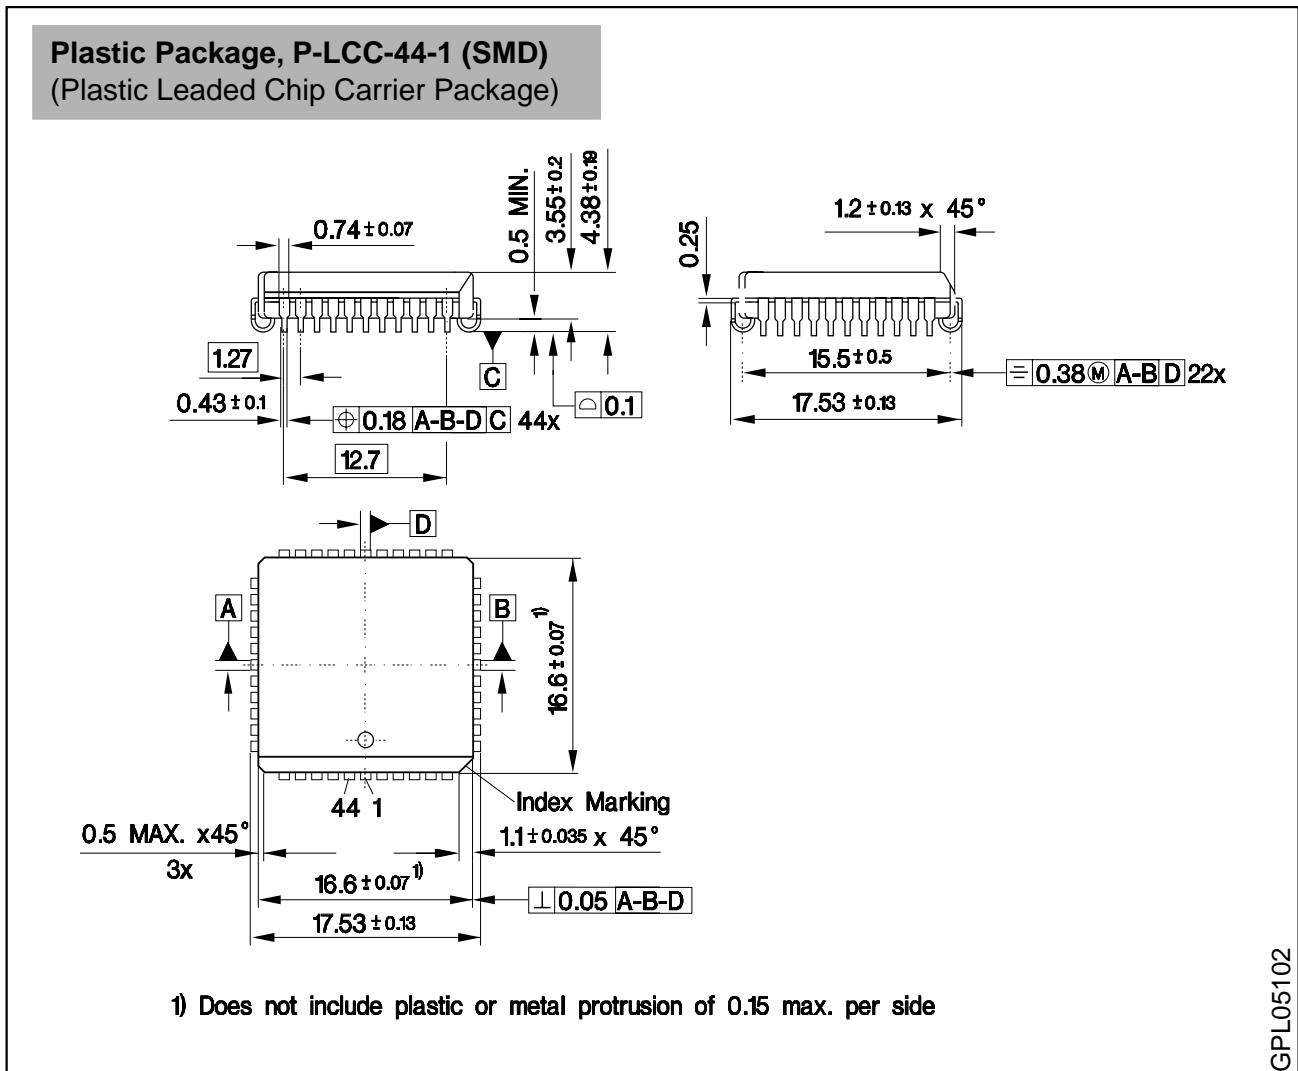 Plastic Package, P-LCC-44-1 (SMD)
(Plastic Leaded Chip Carrier Package)
0.74 ± 0.07
0.5 MIN.
3.55 ± 0.2
4.38 ± 0.19
1.27
0.43 ± 0.1
⌖ 0.18 A-B-D C 44x
C
⌓ 0.1
12.7
0.25
1.2 ± 0.13 x 45°
15.5 ± 0.5
⌯ 0.38 Ⓜ A-B D 22x
17.53 ± 0.13
D
A
B
16.6 ± 0.07 1)
44 1
Index Marking
0.5 MAX. x45°
3x
1.1 ± 0.035 x 45°
16.6 ± 0.07 1)
⊥ 0.05 A-B-D
17.53 ± 0.13
1) Does not include plastic or metal protrusion of 0.15 max. per side
GPL05102